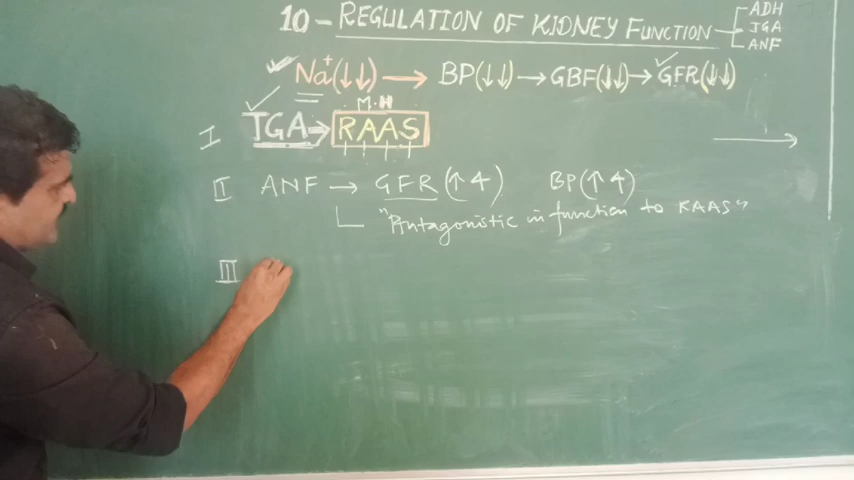 10 - REGULATION OF KIDNEY FUNCTION
ADH
JGA
ANF
✓ Na⁺(↓↓) → BP(↓↓) → GBF(↓↓) → ✓ GFR(↓↓)
M.H
I ✓ JGA → RAAS →
II ANF → GFR (↑↑) BP(↑↑)
"Antagonistic in function to RAAS"
III